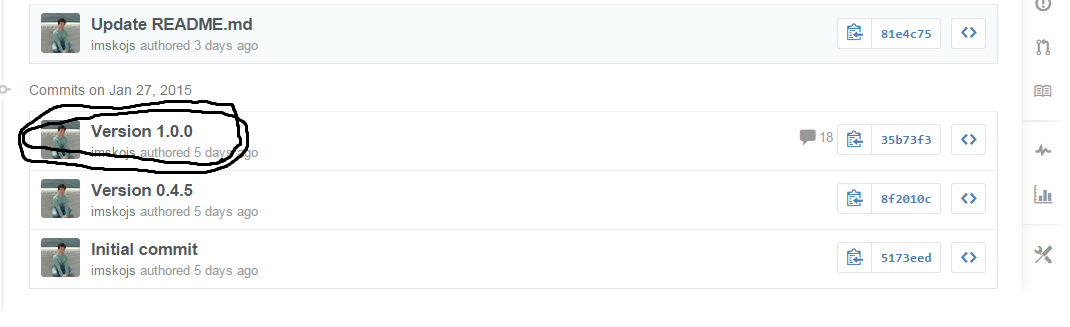 Update README.md
imskojs authored 3 days ago
81e4c75
Commits on Jan 27, 2015
Version 1.0.0
imskojs authored 5 days ago
18
35b73f3
Version 0.4.5
imskojs authored 5 days ago
8f2010c
Initial commit
imskojs authored 5 days ago
5173eed